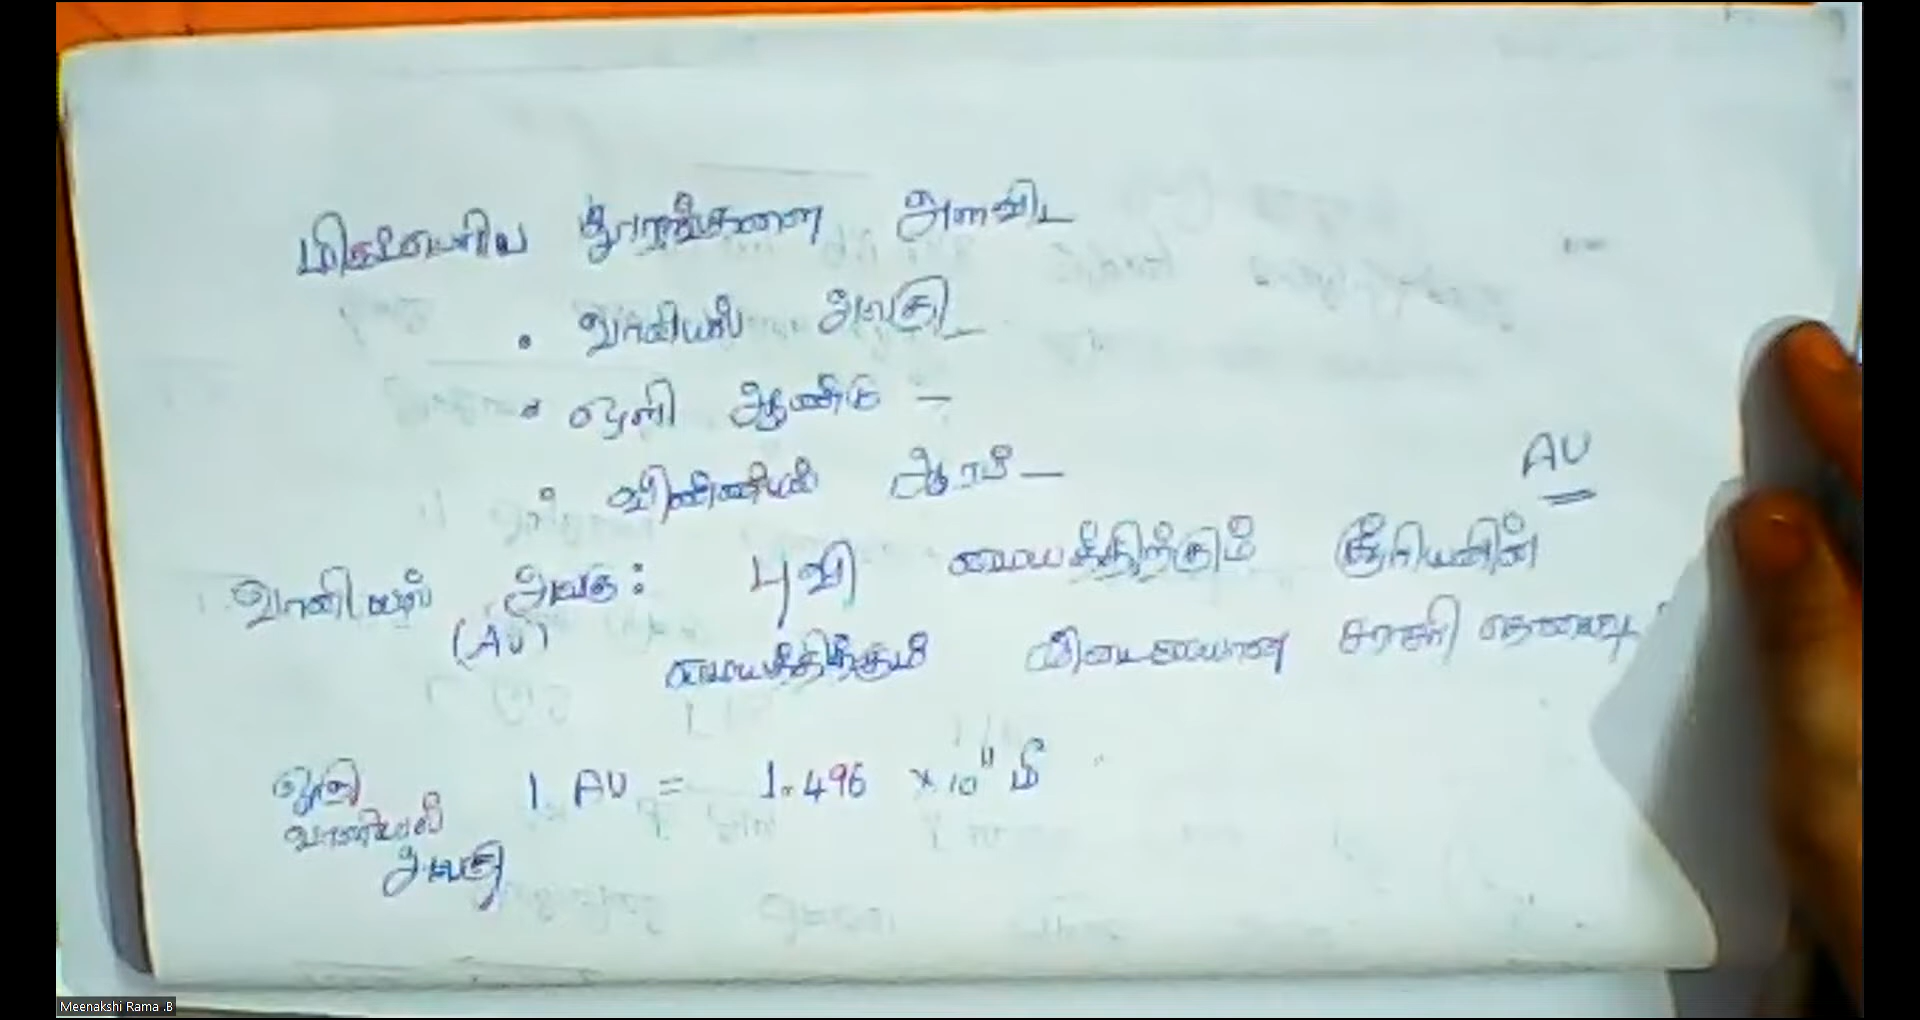 மிகப்பெரிய தூரங்களை அளவிட
• வானியல் அலகு
• ஒளி ஆண்டு –
விண்ணியல் ஆரம் –
AU
வானியல் அலகு : புவி மையத்திற்கும் சூரியனின்
(AU) மையத்திற்கும் இடையேயான சராசரி தொலைவு
ஒரு 1 AU = 1.496 × 10¹¹ மீ
வானியல்
அலகு
Meenakshi Rama .B